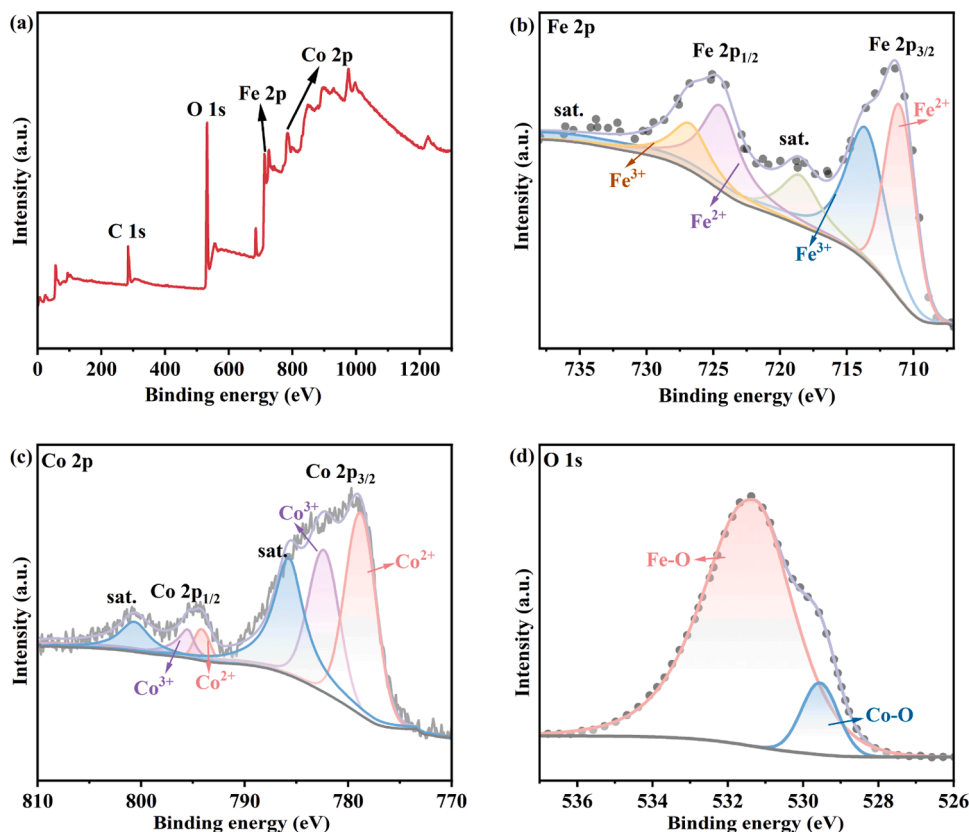 (a)
Co 2p
Fe 2p
O 1s
C 1s
Intensity (a.u.)
0 200 400 600 800 1000 1200
Binding energy (eV)
(b) Fe 2p
Fe 2p1/2
Fe 2p3/2
sat.
sat.
Fe2+
Fe3+
Fe2+
Fe3+
Intensity (a.u.)
735 730 725 720 715 710
Binding energy (eV)
(c) Co 2p
Co 2p3/2
Co3+
sat.
Co2+
sat.
Co 2p1/2
Co3+
Co2+
Intensity (a.u.)
810 800 790 780 770
Binding energy (eV)
(d) O 1s
Fe-O
Co-O
Intensity (a.u.)
536 534 532 530 528 526
Binding energy (eV)